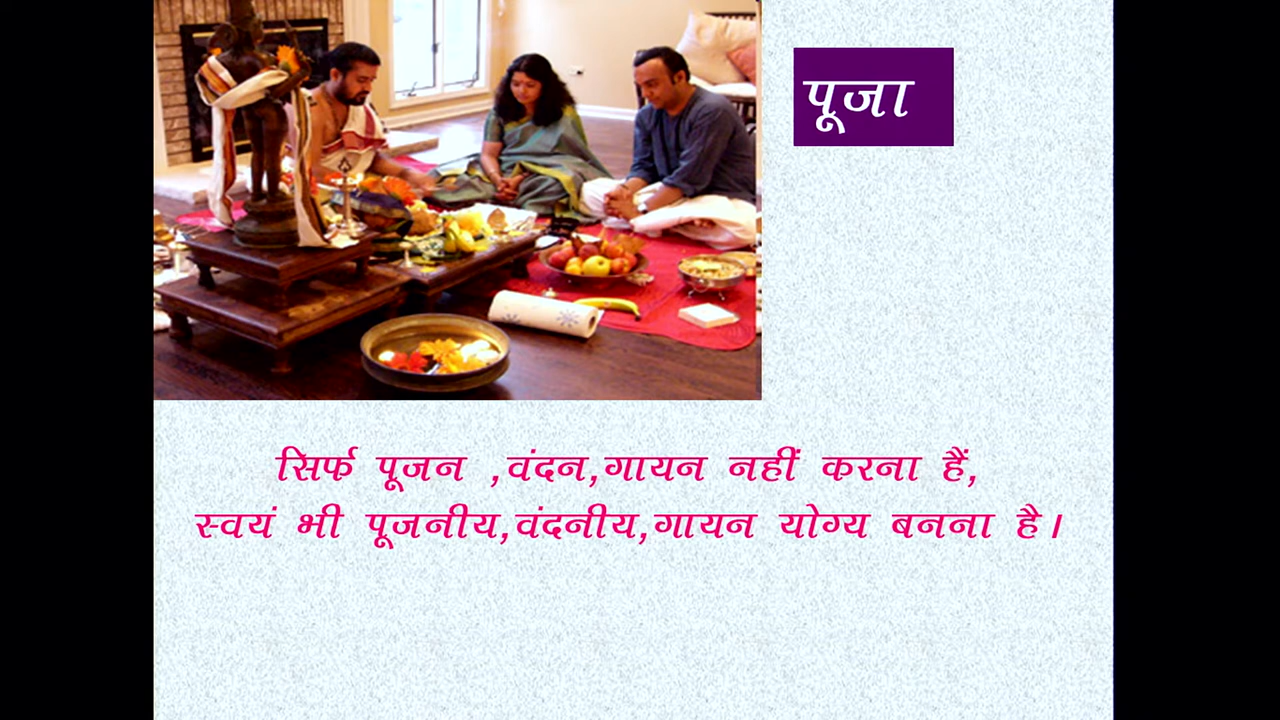 पूजा
सिर्फ पूजन ,वंदन,गायन नहीं करना हैं,
स्वयं भी पूजनीय,वंदनीय,गायन योग्य बनना है।